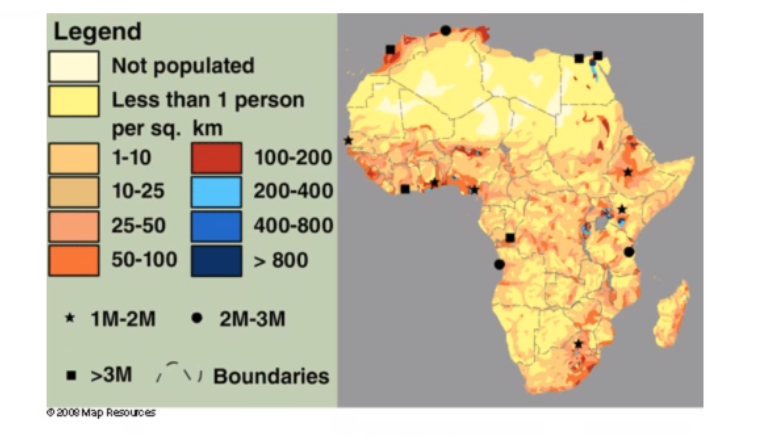 Legend
Not populated
Less than 1 person
per sq. km
1-10
100-200
10-25
200-400
25-50
400-800
50-100
> 800
1M-2M
2M-3M
>3M
Boundaries
© 2008 Map Resources